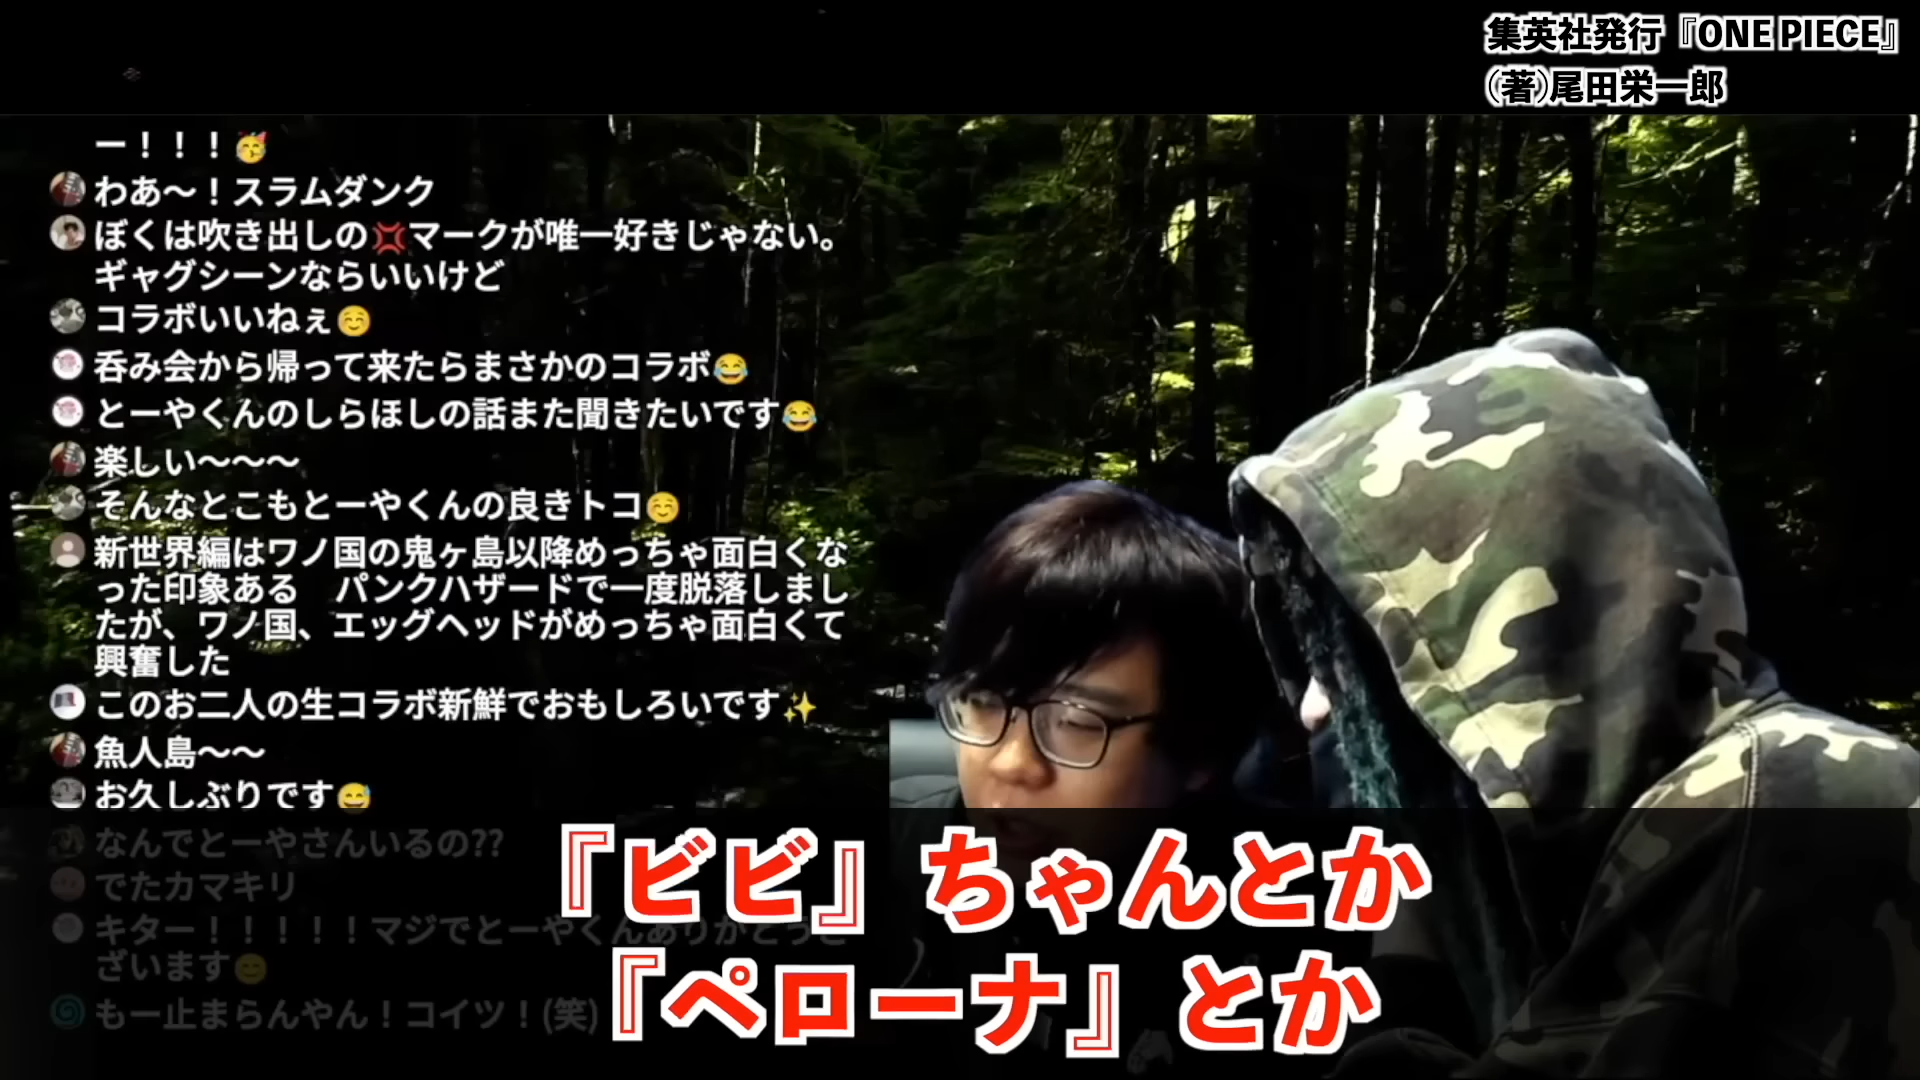 集英社発行『ONE PIECE』
(著)尾田栄一郎
ー！！！🥳
わあ〜！スラムダンク
ぼくは吹き出しの💢マークが唯一好きじゃない。
ギャグシーンならいいけど
コラボいいねぇ☺️
呑み会から帰って来たらまさかのコラボ😂
とーやくんのしらほしの話また聞きたいです😂
楽しい〜〜〜
そんなとこもとーやくんの良きトコ☺️
新世界編はワノ国の鬼ヶ島以降めっちゃ面白くな
った印象ある　パンクハザードで一度脱落しまし
たが、ワノ国、エッグヘッドがめっちゃ面白くて
興奮した
このお二人の生コラボ新鮮でおもしろいです✨
魚人島〜〜
お久しぶりです😅
なんでとーやさんいるの??
でたカマキリ
キター！！！！！マジでとーやくんありがとうご
ざいます😊
もー止まらんやん！コイツ！(笑)
『ビビ』ちゃんとか
『ペローナ』とか